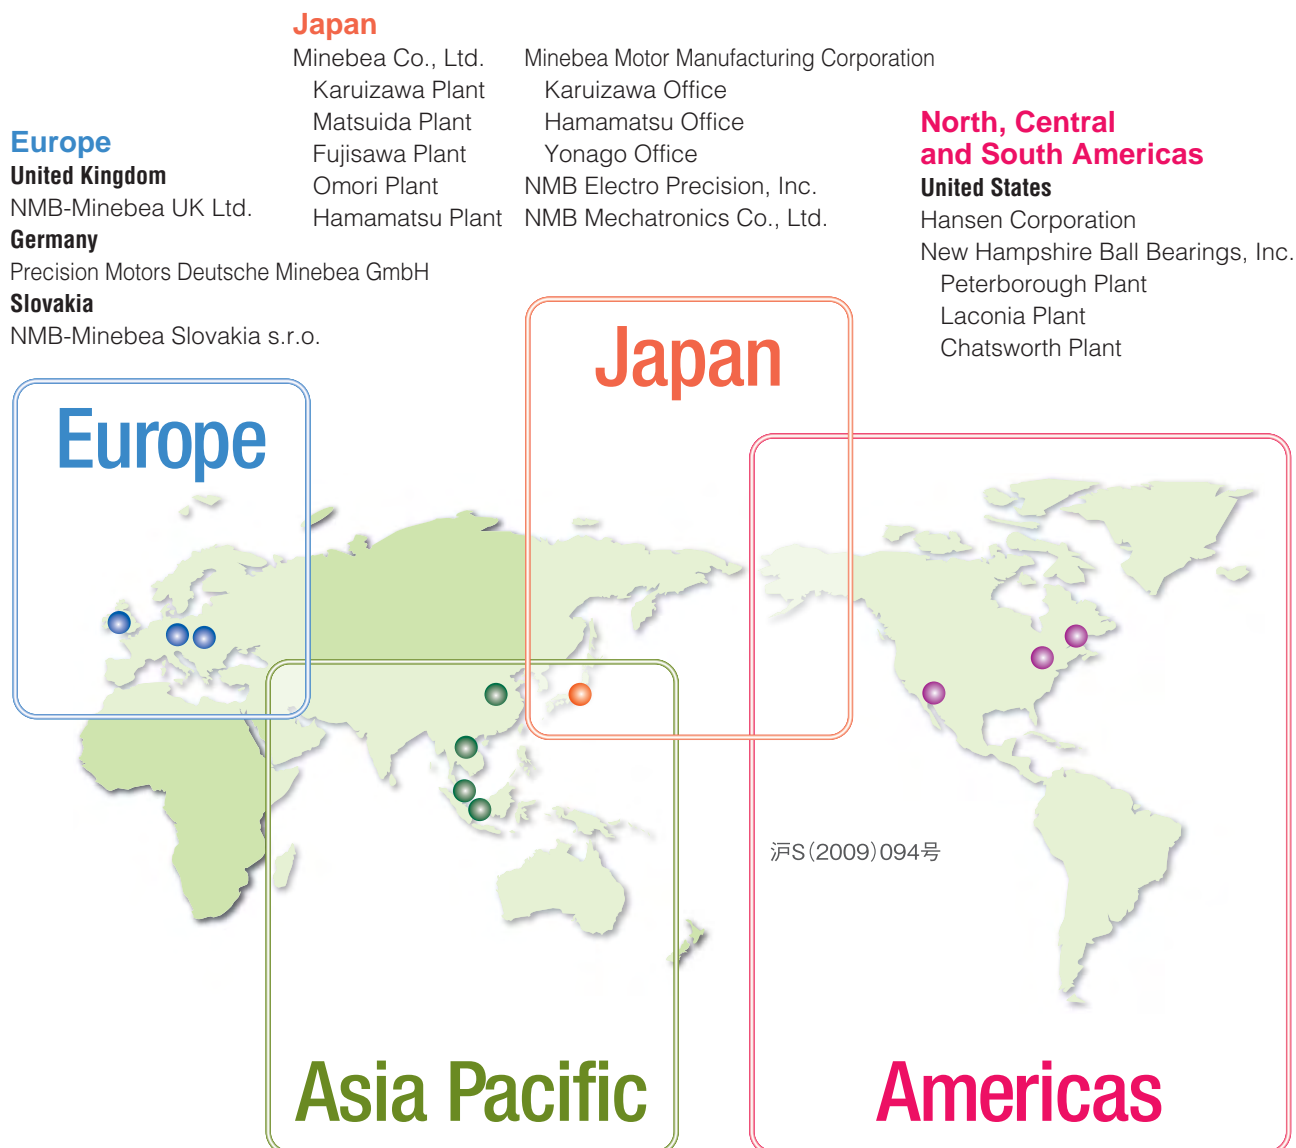 Japan
Minebea Co., Ltd.
Karuizawa Plant
Matsuida Plant
Fujisawa Plant
Omori Plant
Hamamatsu Plant
Minebea Motor Manufacturing Corporation
Karuizawa Office
Hamamatsu Office
Yonago Office
NMB Electro Precision, Inc.
NMB Mechatronics Co., Ltd.
Europe
United Kingdom
NMB-Minebea UK Ltd.
Germany
Precision Motors Deutsche Minebea GmbH
Slovakia
NMB-Minebea Slovakia s.r.o.
North, Central
and South Americas
United States
Hansen Corporation
New Hampshire Ball Bearings, Inc.
Peterborough Plant
Laconia Plant
Chatsworth Plant
Japan
Europe
沪S(2009)094号
Asia Pacific
Americas